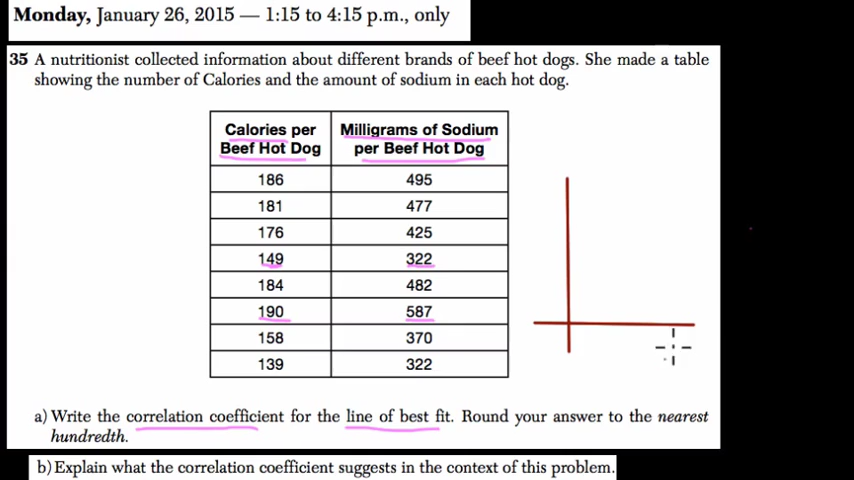 Monday, January 26, 2015 — 1:15 to 4:15 p.m., only
35 A nutritionist collected information about different brands of beef hot dogs. She made a table
showing the number of Calories and the amount of sodium in each hot dog.
Calories per Milligrams of Sodium
Beef Hot Dog per Beef Hot Dog
186 495
181 477
176 425
149 322
184 482
190 587
158 370
139 322
a) Write the correlation coefficient for the line of best fit. Round your answer to the nearest
hundredth.
b) Explain what the correlation coefficient suggests in the context of this problem.